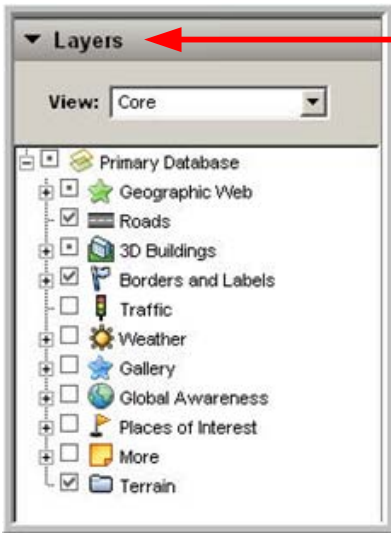 Layers
View: Core
Primary Database
Geographic Web
Roads
3D Buildings
Borders and Labels
Traffic
Weather
Gallery
Global Awareness
Places of Interest
More
Terrain